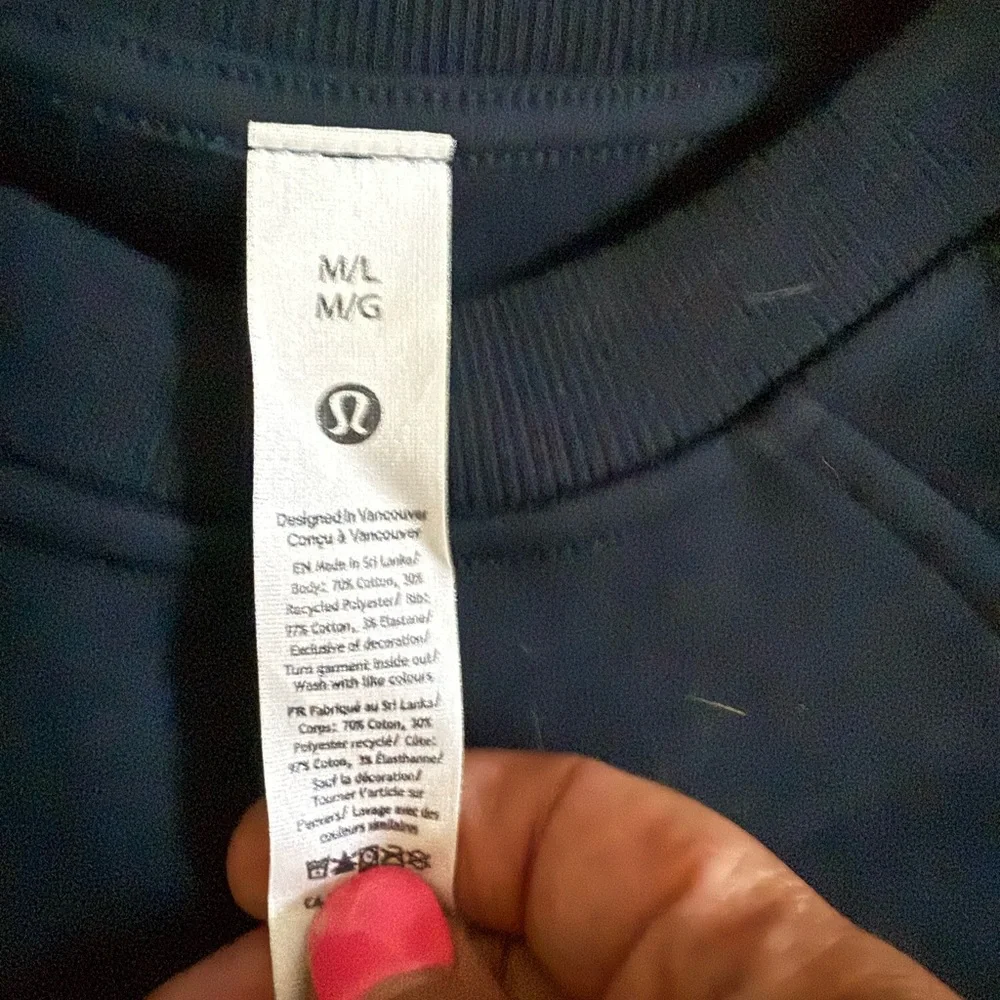 M/L
M/G
Designed in Vancouver
Conçu à Vancouver
EN Made in Sri Lanka/
Body: 70% Cotton, 30%
Recycled Polyester/ Rib:
97% Cotton, 3% Elastane/
Exclusive of decoration/
Turn garment inside out/
Wash with like colours
FR Fabriqué au Sri Lanka/
Corps: 70% Coton, 30%
Polyester recyclé/ Côte:
97% Coton, 3% Élasthanne/
Sauf la décoration/
Tourner l'article sur
l'envers/ Lavage avec des
couleurs similaires
CA